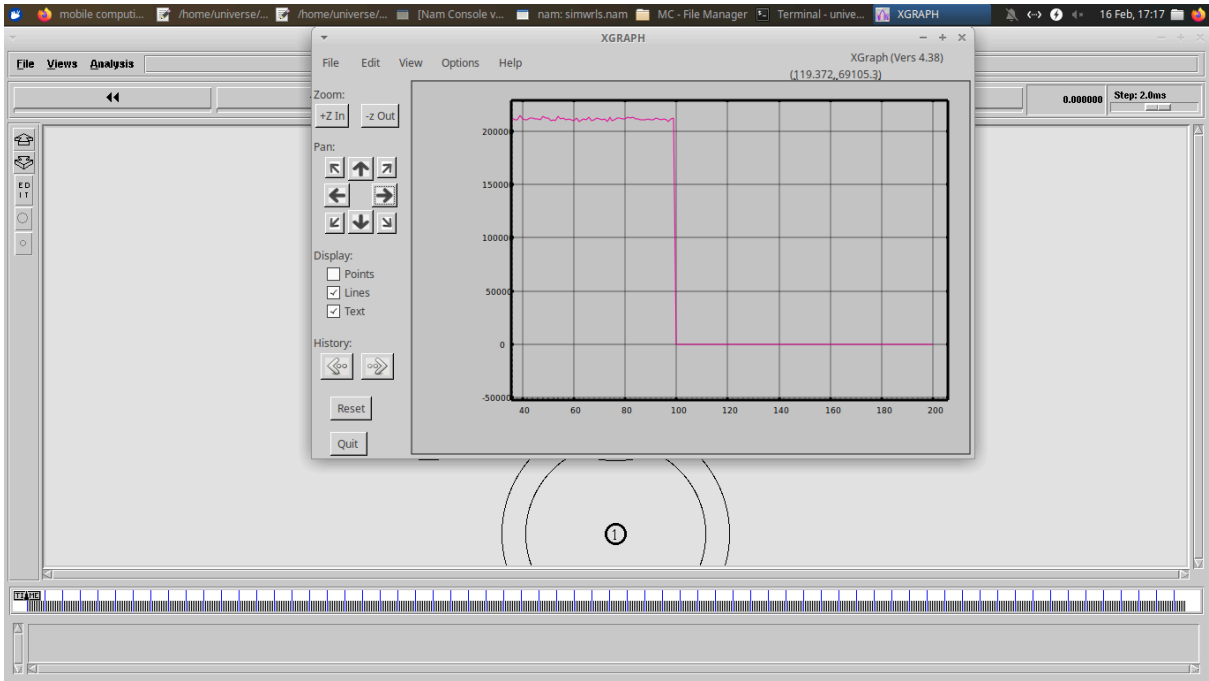 mobile computi... /home/universe/... /home/universe/... [Nam Console v... nam: simwrls.nam MC - File Manager Terminal - unive... XGRAPH 16 Feb, 17:17
XGRAPH
File Views Analysis
File Edit View Options Help XGraph (Vers 4.38)
(119.372, 69105.3)
0.000000 Step: 2.0ms
Zoom:
+Z In -z Out
Pan:
Display:
Points
Lines
Text
History:
Reset
Quit
ED
IT
20000
15000
10000
50000
0
-50000
40 60 80 100 120 140 160 180 200
1
TIME